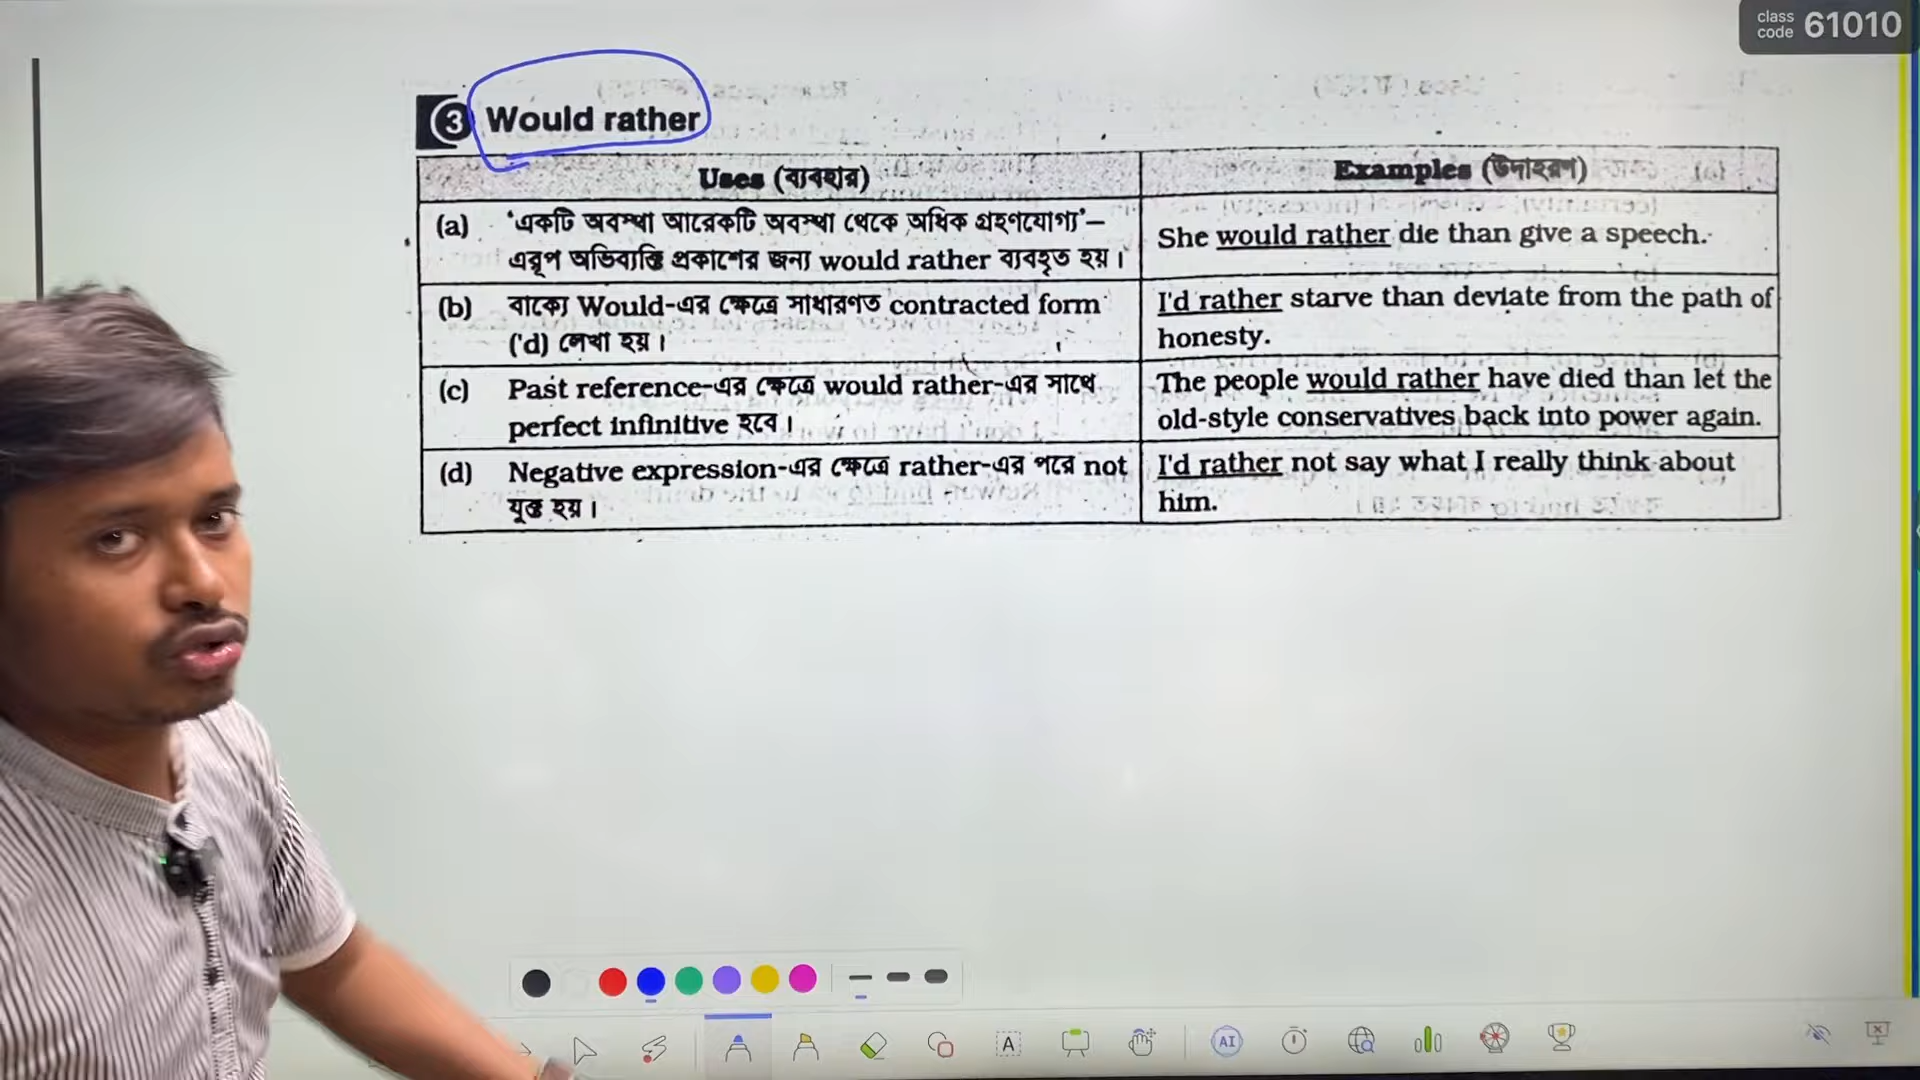 class code 61010
3 Would rather
Uses (ব্যবহার)
Examples (উদাহরণ)
(a) 'একটি অবস্থা আরেকটি অবস্থা থেকে অধিক গ্রহণযোগ্য'–
এরূপ অভিব্যক্তি প্রকাশের জন্য would rather ব্যবহৃত হয়।
She would rather die than give a speech.
(b) বাক্যে Would-এর ক্ষেত্রে সাধারণত contracted form
('d) লেখা হয়।
I'd rather starve than deviate from the path of
honesty.
(c) Past reference-এর ক্ষেত্রে would rather-এর সাথে
perfect infinitive হবে।
The people would rather have died than let the
old-style conservatives back into power again.
(d) Negative expression-এর ক্ষেত্রে rather-এর পরে not
যুক্ত হয়।
I'd rather not say what I really think about
him.
A
AI